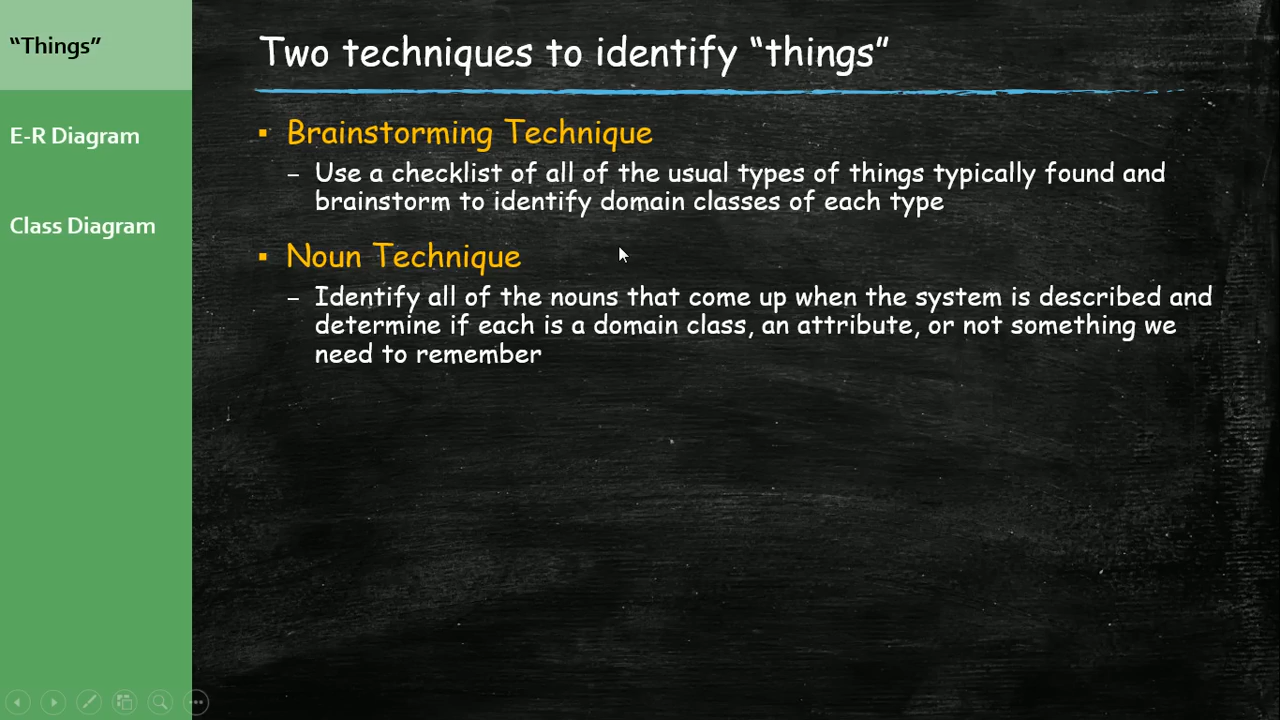 “Things”
E-R Diagram
Class Diagram
Two techniques to identify “things”
▪ Brainstorming Technique
– Use a checklist of all of the usual types of things typically found and
brainstorm to identify domain classes of each type
▪ Noun Technique
– Identify all of the nouns that come up when the system is described and
determine if each is a domain class, an attribute, or not something we
need to remember